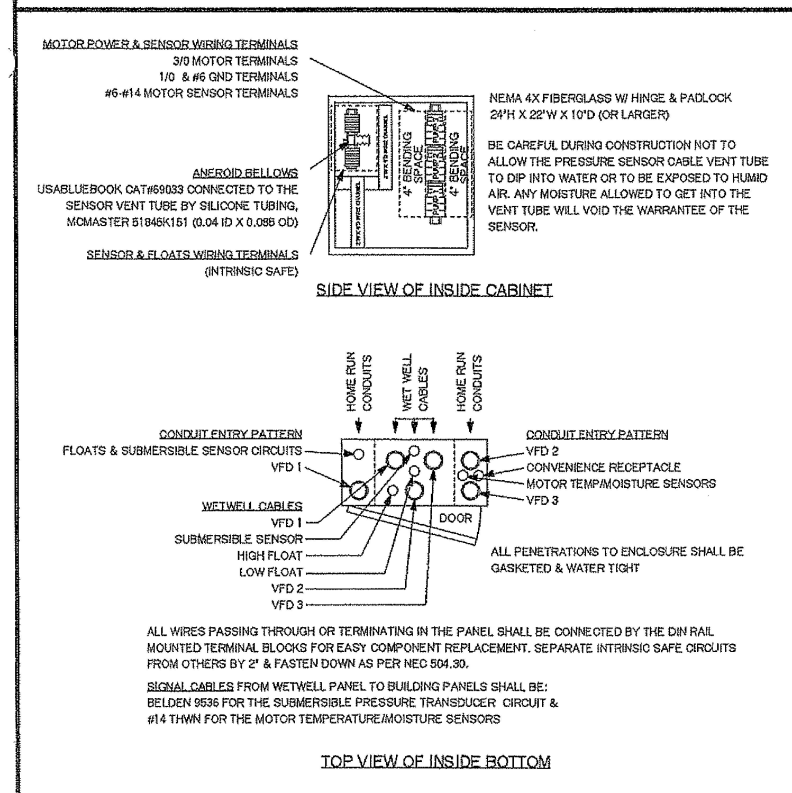 MOTOR POWER & SENSOR WIRING TERMINALS
3/0 MOTOR TERMINALS
1/0 & #6 GND TERMINALS
#6-#14 MOTOR SENSOR TERMINALS
ANEROID BELLOWS
USABLUEBOOK CAT#69033 CONNECTED TO THE
SENSOR VENT TUBE BY SILICONE TUBING,
MCMASTER 51845K151 (0.04 ID X 0.085 OD)
SENSOR & FLOATS WIRING TERMINALS
(INTRINSIC SAFE)
4" BENDING
SPACE
4" BENDING
SPACE
NEMA 4X FIBERGLASS W/ HINGE & PADLOCK
24"H X 22"W X 10"D (OR LARGER)
BE CAREFUL DURING CONSTRUCTION NOT TO
ALLOW THE PRESSURE SENSOR CABLE VENT TUBE
TO DIP INTO WATER OR TO BE EXPOSED TO HUMID
AIR. ANY MOISTURE ALLOWED TO GET INTO THE
VENT TUBE WILL VOID THE WARRANTEE OF THE
SENSOR.
SIDE VIEW OF INSIDE CABINET
HOME RUN
CONDUITS
WET WELL
CABLES
HOME RUN
CONDUITS
CONDUIT ENTRY PATTERN
FLOATS & SUBMERSIBLE SENSOR CIRCUITS
VFD 1
WETWELL CABLES
VFD 1
SUBMERSIBLE SENSOR
HIGH FLOAT
LOW FLOAT
VFD 2
VFD 3
CONDUIT ENTRY PATTERN
VFD 2
CONVENIENCE RECEPTACLE
MOTOR TEMP/MOISTURE SENSORS
VFD 3
DOOR
ALL PENETRATIONS TO ENCLOSURE SHALL BE
GASKETED & WATER TIGHT
ALL WIRES PASSING THROUGH OR TERMINATING IN THE PANEL SHALL BE CONNECTED BY THE DIN RAIL
MOUNTED TERMINAL BLOCKS FOR EASY COMPONENT REPLACEMENT. SEPARATE INTRINSIC SAFE CIRCUITS
FROM OTHERS BY 2" & FASTEN DOWN AS PER NEC 504.30.
SIGNAL CABLES FROM WETWELL PANEL TO BUILDING PANELS SHALL BE:
BELDEN 9536 FOR THE SUBMERSIBLE PRESSURE TRANSDUCER CIRCUIT &
#14 THWN FOR THE MOTOR TEMPERATURE/MOISTURE SENSORS
TOP VIEW OF INSIDE BOTTOM